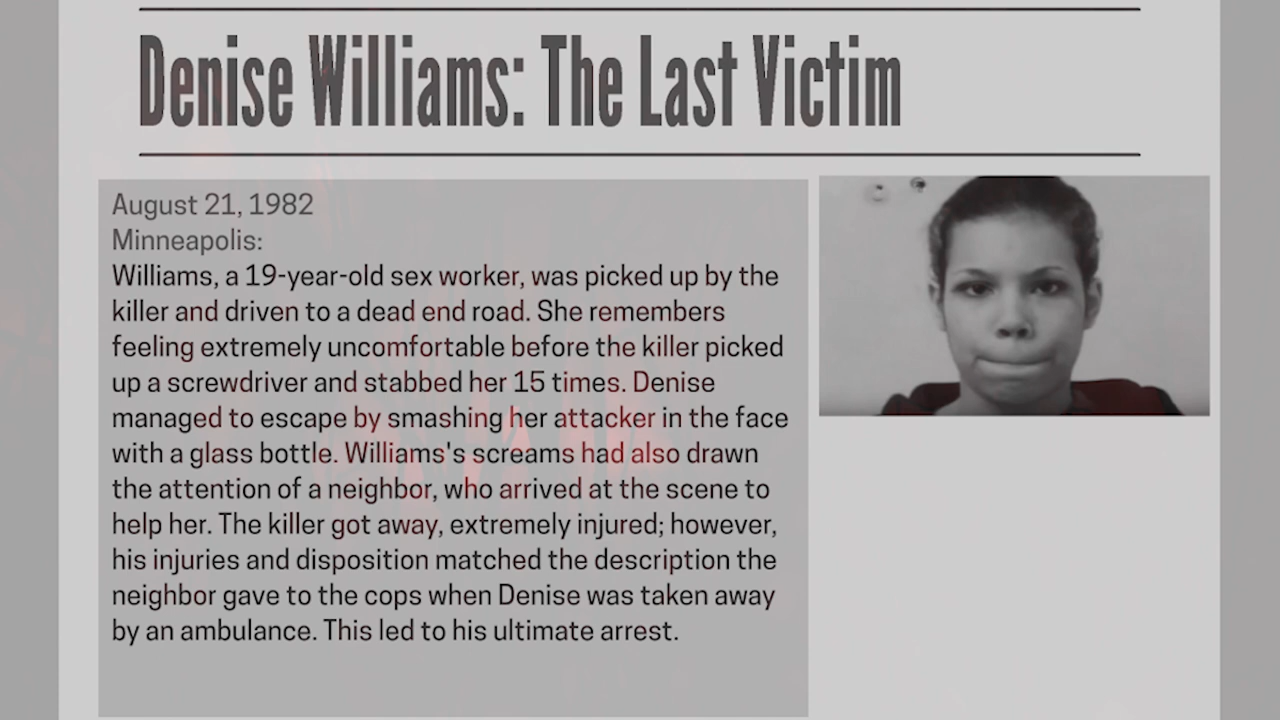 Denise Williams: The Last Victim
August 21, 1982
Minneapolis:
Williams, a 19-year-old sex worker, was picked up by the
killer and driven to a dead end road. She remembers
feeling extremely uncomfortable before the killer picked
up a screwdriver and stabbed her 15 times. Denise
managed to escape by smashing her attacker in the face
with a glass bottle. Williams's screams had also drawn
the attention of a neighbor, who arrived at the scene to
help her. The killer got away, extremely injured; however,
his injuries and disposition matched the description the
neighbor gave to the cops when Denise was taken away
by an ambulance. This led to his ultimate arrest.